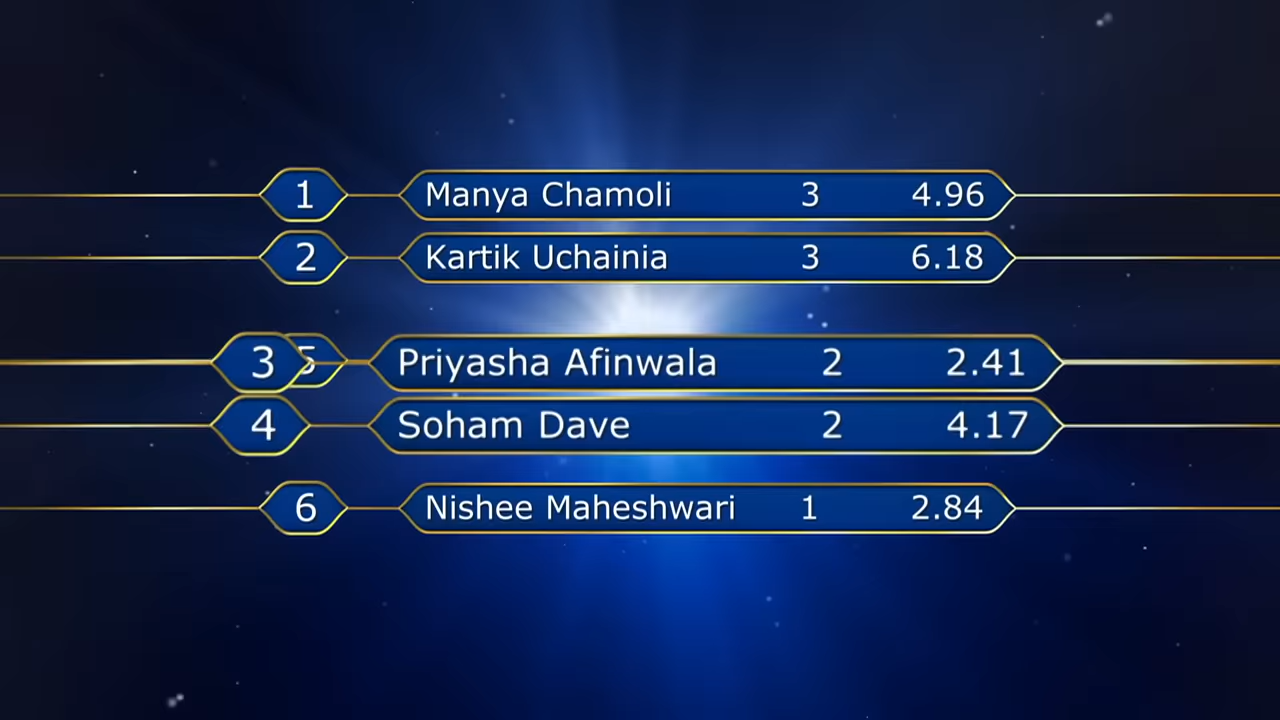 1 Manya Chamoli 3 4.96
2 Kartik Uchainia 3 6.18
3 5 Priyasha Afinwala 2 2.41
4 Soham Dave 2 4.17
6 Nishee Maheshwari 1 2.84